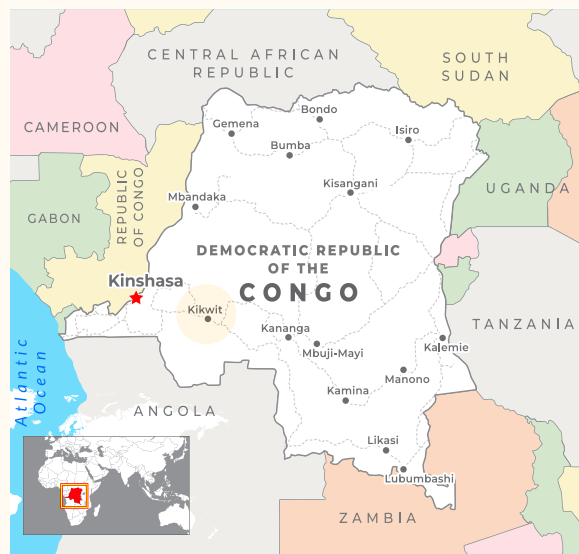 CENTRAL AFRICAN
REPUBLIC
SOUTH
SUDAN
CAMEROON
Bondo
Gemena
Isiro
Bumba
UGANDA
Kisangani
Mbandaka
GABON
REPUBLIC
OF CONGO
DEMOCRATIC REPUBLIC
OF THE
CONGO
Kinshasa
Kikwit
TANZANIA
Kananga
Mbuji-Mayi
Kalemie
Atlantic
Ocean
Manono
Kamina
ANGOLA
Likasi
Lubumbashi
ZAMBIA